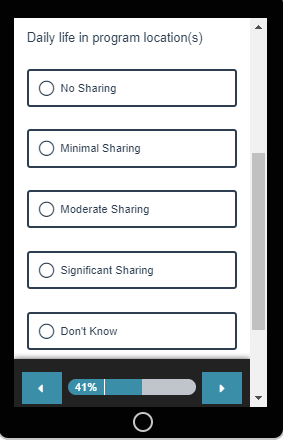 Daily life in program location(s)
No Sharing
Minimal Sharing
Moderate Sharing
Significant Sharing
Don't Know
41%